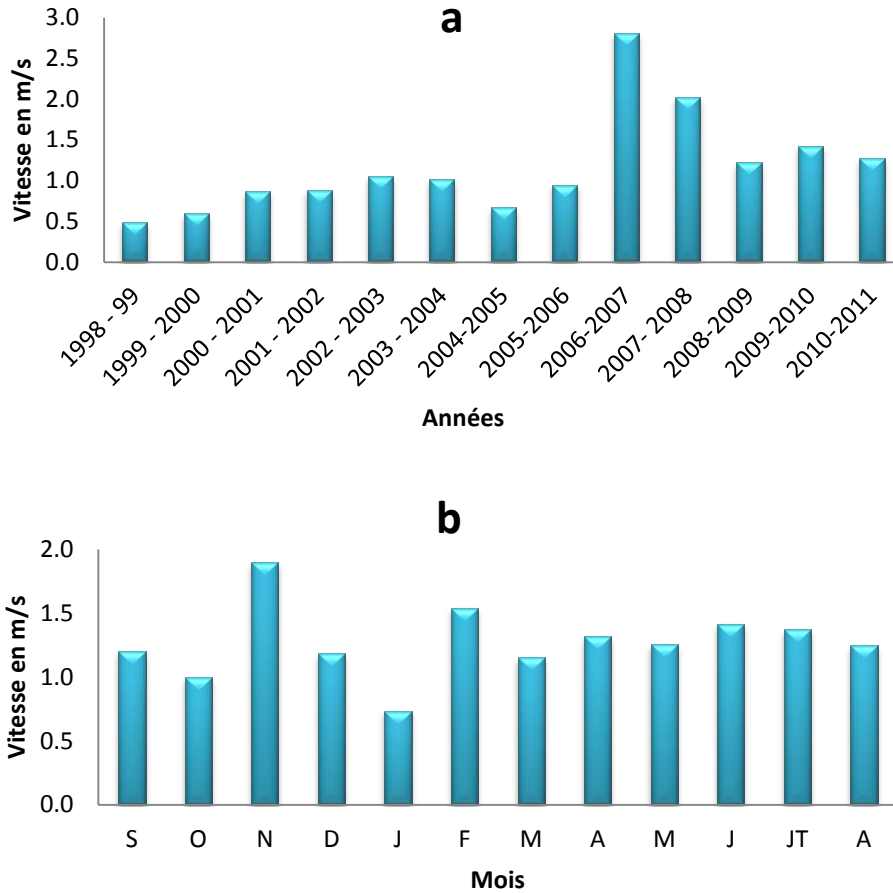 a
Vitesse en m/s
3.0
2.5
2.0
1.5
1.0
0.5
0.0
1998 - 99
1999 - 2000
2000 - 2001
2001 - 2002
2002 - 2003
2003 - 2004
2004-2005
2005-2006
2006-2007
2007- 2008
2008-2009
2009-2010
2010-2011
Années
b
Vitesse en m/s
2.0
1.5
1.0
0.5
0.0
S O N D J F M A M J JT A
Mois